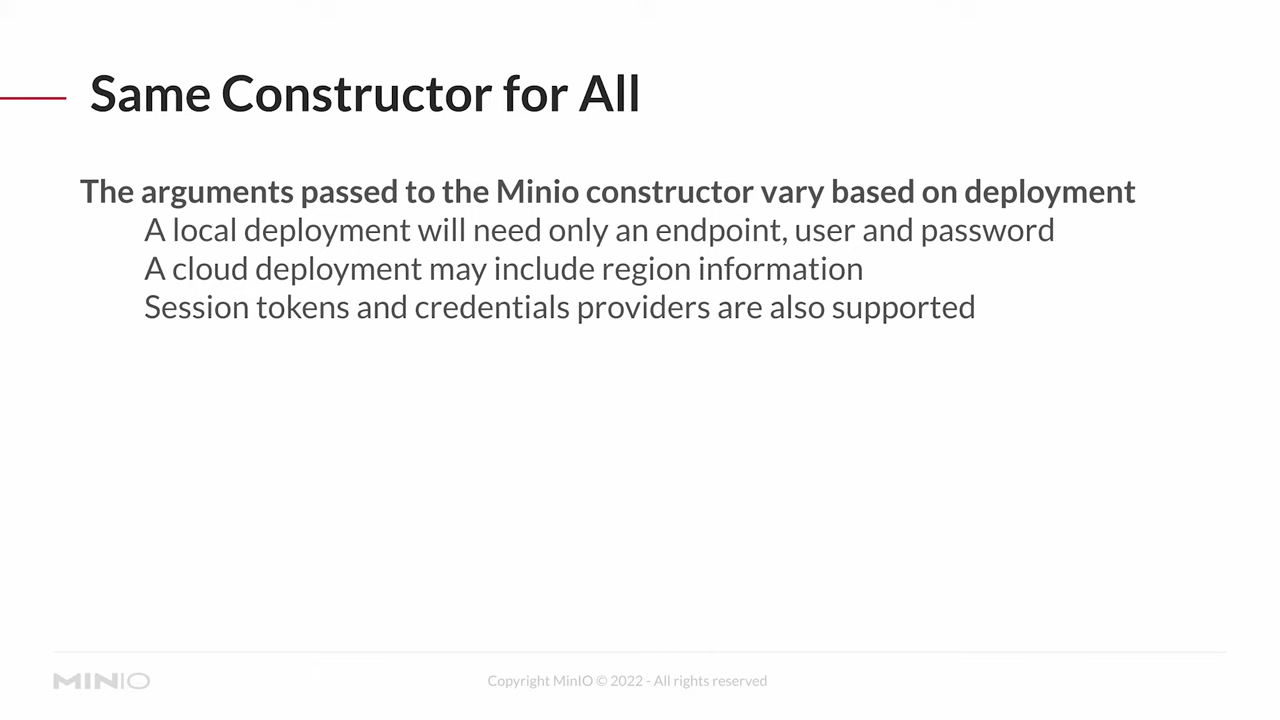 Same Constructor for All
The arguments passed to the Minio constructor vary based on deployment
A local deployment will need only an endpoint, user and password
A cloud deployment may include region information
Session tokens and credentials providers are also supported
MINIO
Copyright MinIO © 2022 - All rights reserved